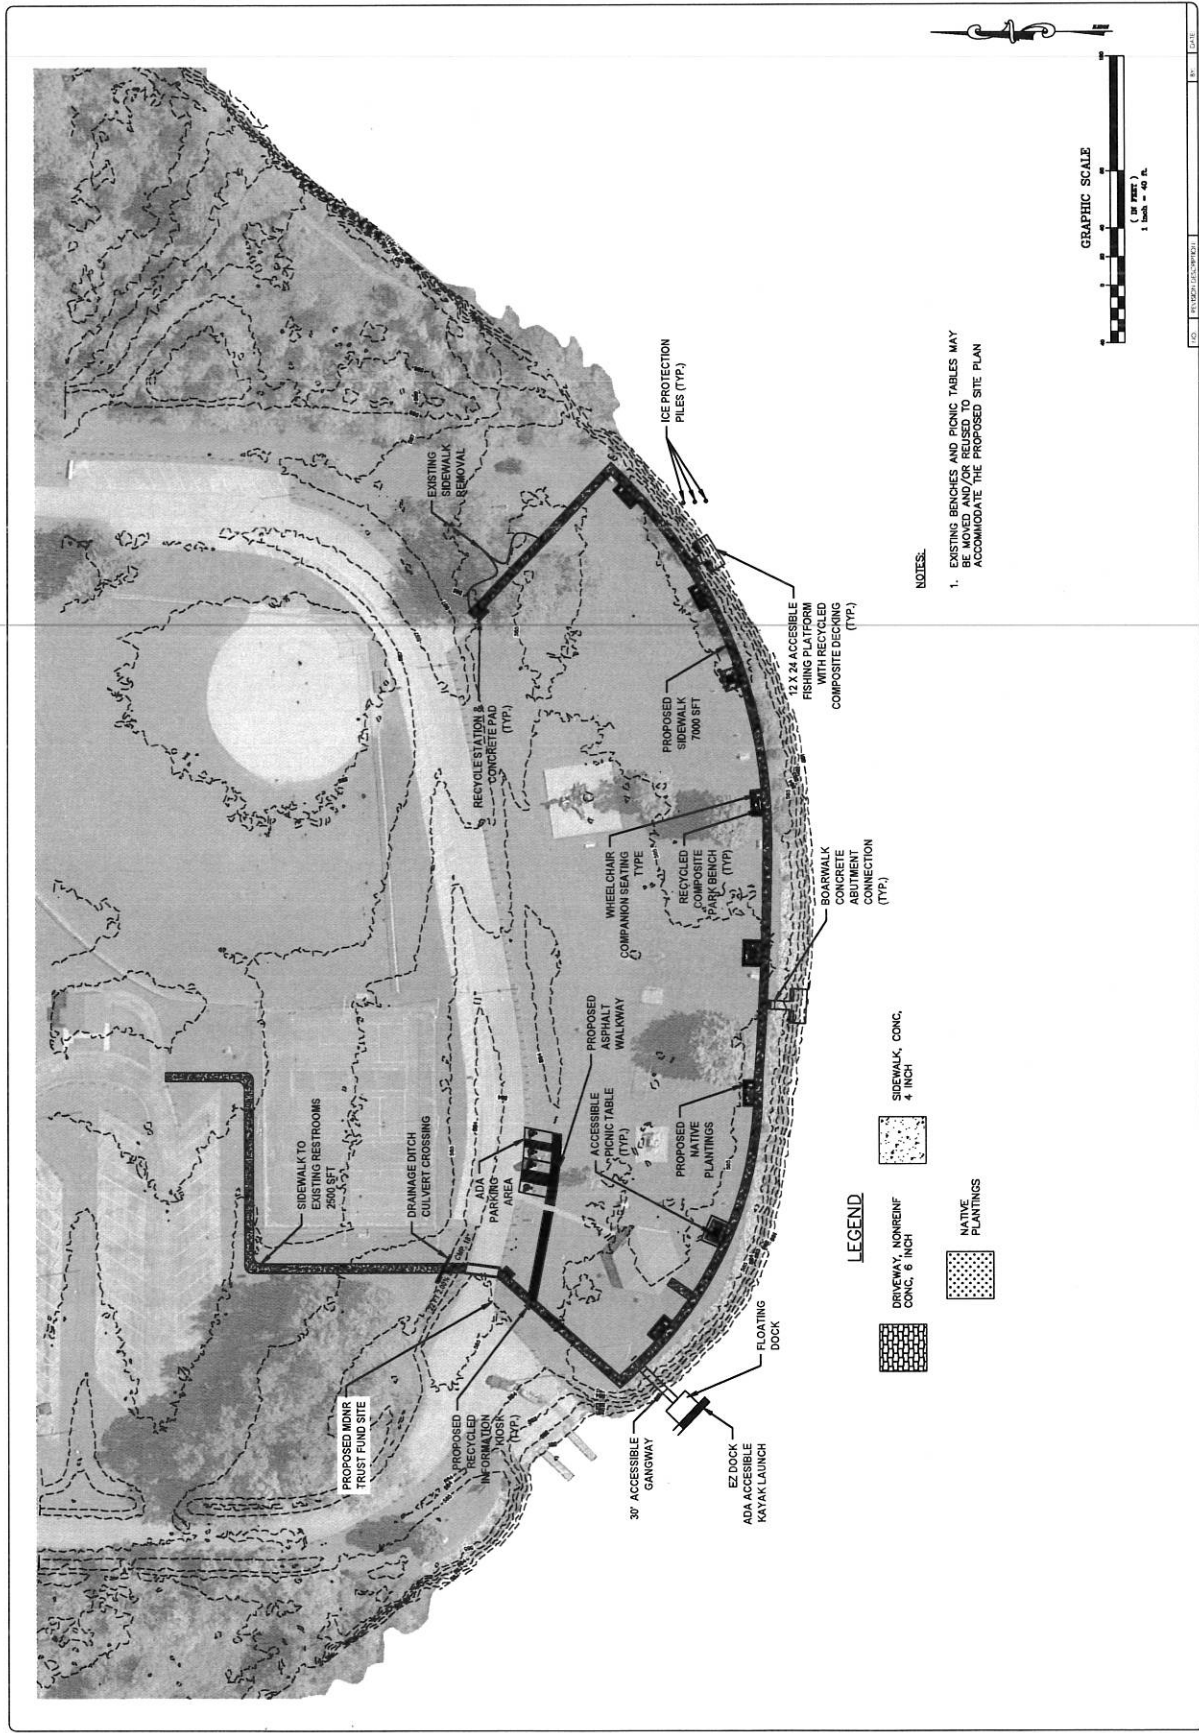 EXISTING
SIDEWALK
REMOVAL
ICE PROTECTION
PILES (TYP.)
RECYCLE STATION &
CONCRETE PAD
(TYP.)
12 X 24 ACCESIBLE
FISHING PLATFORM
WITH RECYCLED
COMPOSITE DECKING
(TYP.)
PROPOSED
SIDEWALK
7000 SFT
WHEELCHAIR
COMPANION SEATING
TYPE
RECYCLED
COMPOSITE
PARK BENCH
(TYP)
BOARWALK
CONCRETE
ABUTMENT
CONNECTION
(TYP.)
SIDEWALK TO
EXISTING RESTROOMS
2500 SFT
DRAINAGE DITCH
CULVERT CROSSING
ADA
PARKING
AREA
PROPOSED
ASPHALT
WALKWAY
ACCESSIBLE
PICNIC TABLE
(TYP.)
PROPOSED
NATIVE
PLANTINGS
PROPOSED MDNR
TRUST FUND SITE
PROPOSED
RECYCLED
INFORMATION
KIOSK
(TYP.)
30' ACCESSIBLE
GANGWAY
FLOATING
DOCK
EZ DOCK
ADA ACCESIBLE
KAYAK LAUNCH
LEGEND
DRIVEWAY, NONREINF
CONC, 6 INCH
SIDEWALK, CONC,
4 INCH
NATIVE
PLANTINGS
NOTES:
1. EXISTING BENCHES AND PICNIC TABLES MAY
BE MOVED AND/OR REUSED TO
ACCOMMODATE THE PROPOSED SITE PLAN
GRAPHIC SCALE
( IN FEET )
1 inch = 40 ft.
NO. REVISION DESCRIPTION: BY: DATE: